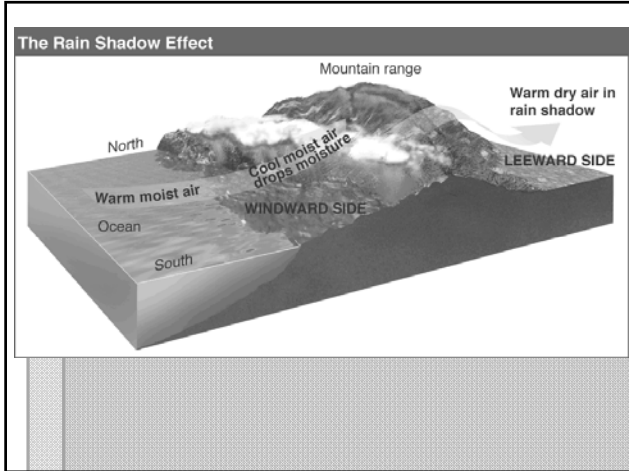 The Rain Shadow Effect
Mountain range
Warm dry air in
rain shadow
North
Cool moist air
drops moisture
LEEWARD SIDE
Warm moist air
WINDWARD SIDE
Ocean
South